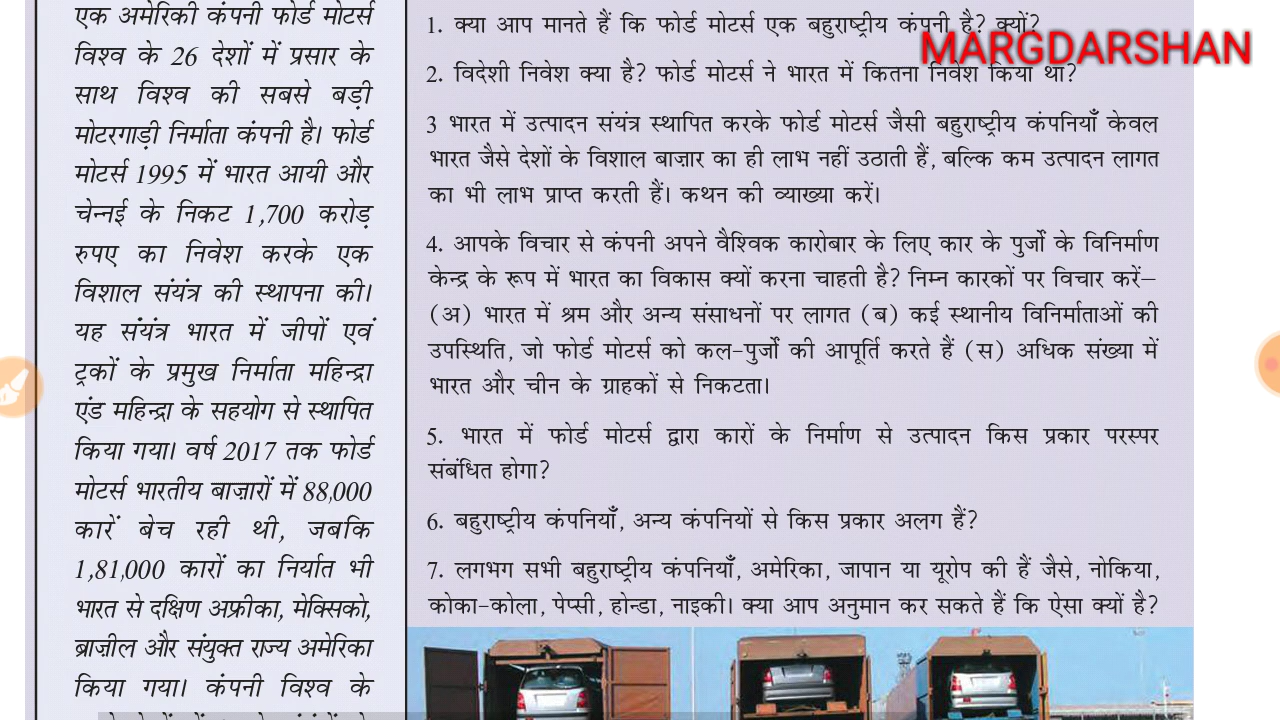 एक अमेरिकी कंपनी फोर्ड मोटर्स
विश्व के 26 देशों में प्रसार के
साथ विश्व की सबसे बड़ी
मोटरगाड़ी निर्माता कंपनी है। फोर्ड
मोटर्स 1995 में भारत आयी और
चेन्नई के निकट 1,700 करोड़
रुपए का निवेश करके एक
विशाल संयंत्र की स्थापना की।
यह संयंत्र भारत में जीपों एवं
ट्रकों के प्रमुख निर्माता महिन्द्रा
एंड महिन्द्रा के सहयोग से स्थापित
किया गया। वर्ष 2017 तक फोर्ड
मोटर्स भारतीय बाज़ारों में 88,000
कारें बेच रही थी, जबकि
1,81,000 कारों का निर्यात भी
भारत से दक्षिण अफ्रीका, मेक्सिको,
ब्राज़ील और संयुक्त राज्य अमेरिका
किया गया। कंपनी विश्व के
1. क्या आप मानते हैं कि फोर्ड मोटर्स एक बहुराष्ट्रीय कंपनी है? क्यों?
MARGDARSHAN
2. विदेशी निवेश क्या है? फोर्ड मोटर्स ने भारत में कितना निवेश किया था?
3 भारत में उत्पादन संयंत्र स्थापित करके फोर्ड मोटर्स जैसी बहुराष्ट्रीय कंपनियाँ केवल
भारत जैसे देशों के विशाल बाज़ार का ही लाभ नहीं उठाती हैं, बल्कि कम उत्पादन लागत
का भी लाभ प्राप्त करती हैं। कथन की व्याख्या करें।
4. आपके विचार से कंपनी अपने वैश्विक कारोबार के लिए कार के पुर्जों के विनिर्माण
केन्द्र के रूप में भारत का विकास क्यों करना चाहती है? निम्न कारकों पर विचार करें–
(अ) भारत में श्रम और अन्य संसाधनों पर लागत (ब) कई स्थानीय विनिर्माताओं की
उपस्थिति, जो फोर्ड मोटर्स को कल-पुर्जों की आपूर्ति करते हैं (स) अधिक संख्या में
भारत और चीन के ग्राहकों से निकटता।
5. भारत में फोर्ड मोटर्स द्वारा कारों के निर्माण से उत्पादन किस प्रकार परस्पर
संबंधित होगा?
6. बहुराष्ट्रीय कंपनियाँ, अन्य कंपनियों से किस प्रकार अलग हैं?
7. लगभग सभी बहुराष्ट्रीय कंपनियाँ, अमेरिका, जापान या यूरोप की हैं जैसे, नोकिया,
कोका-कोला, पेप्सी, होन्डा, नाइकी। क्या आप अनुमान कर सकते हैं कि ऐसा क्यों है?